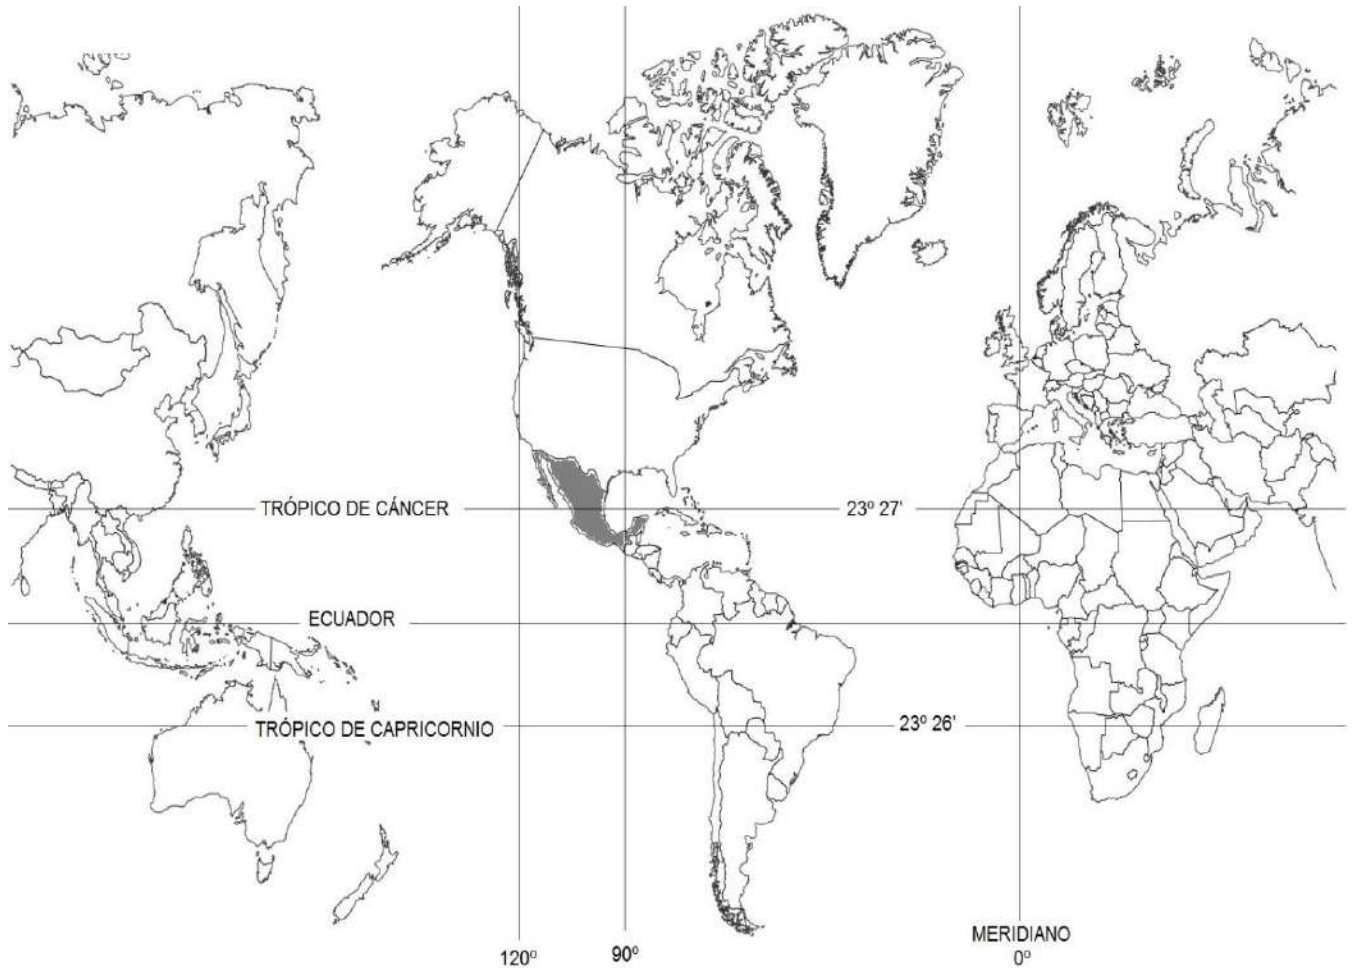 TRÓPICO DE CÁNCER
23º 27'
ECUADOR
TRÓPICO DE CAPRICORNIO
23º 26'
MERIDIANO
120º
90º
0º